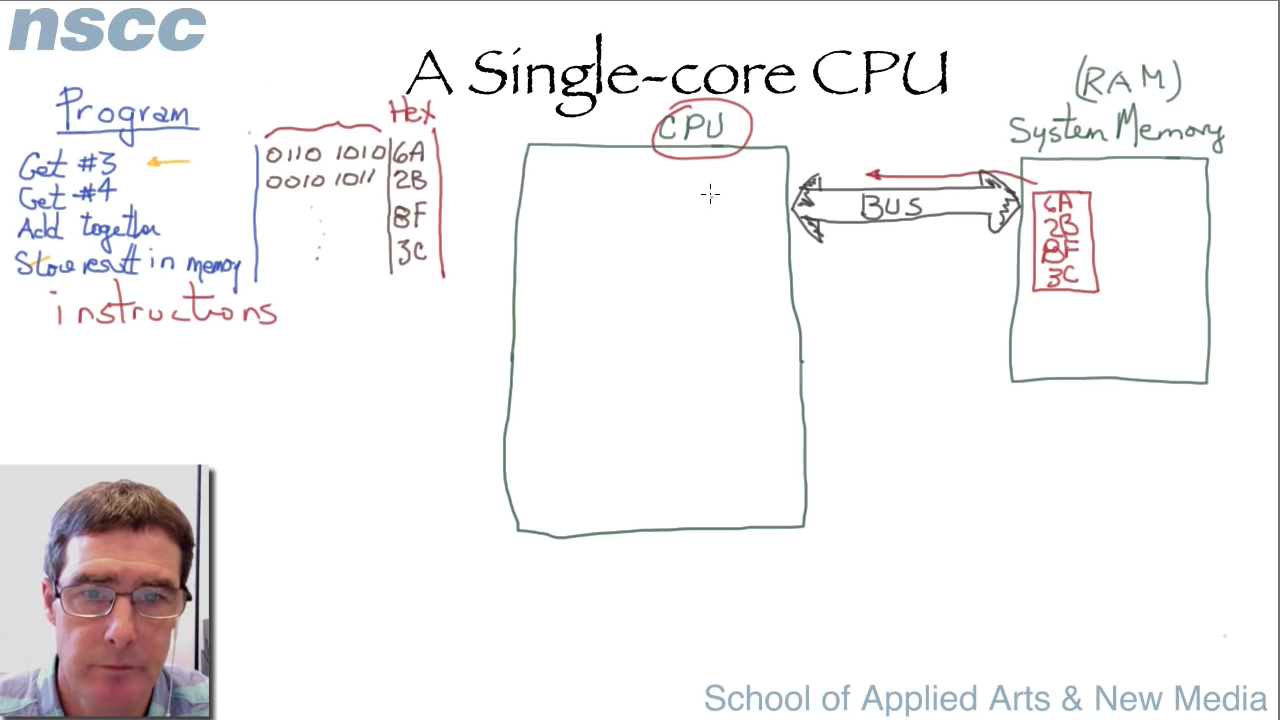 nscc
A Single-core CPU
Program
Get #3
Get #4
Add together
Store result in memory
instructions
Hex
0110 1010 6A
0010 1011 2B
8F
3C
CPU
BUS
(RAM)
System Memory
6A
2B
8F
3C
School of Applied Arts & New Media